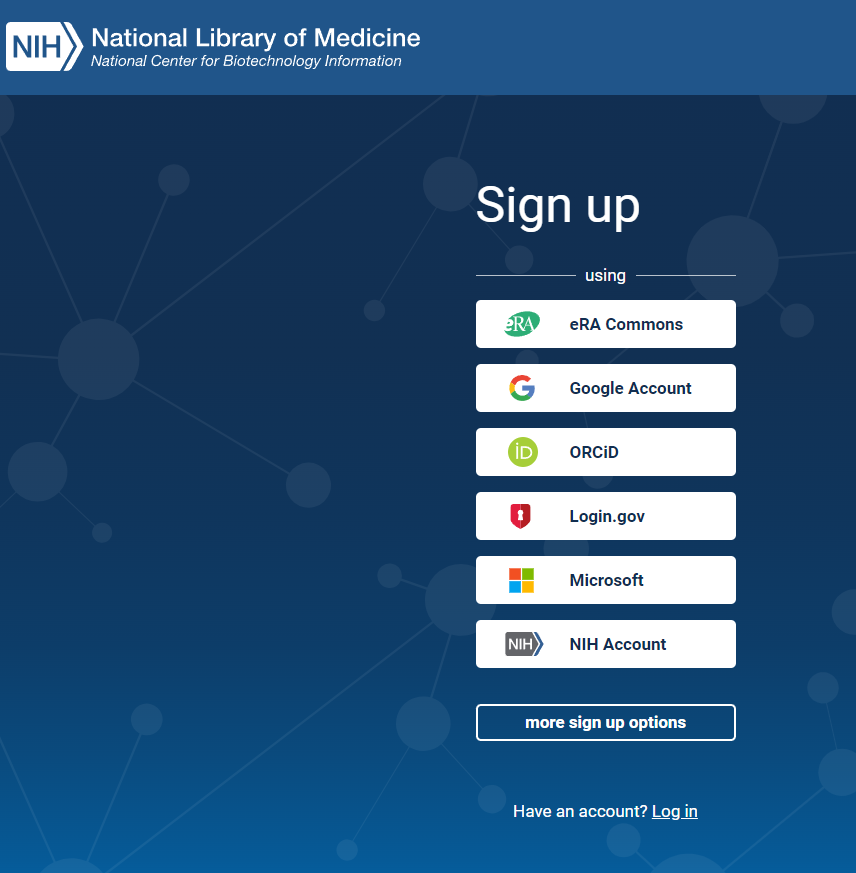 NIH National Library of Medicine
National Center for Biotechnology Information
Sign up
using
eRA eRA Commons
Google Account
iD ORCiD
Login.gov
Microsoft
NIH NIH Account
more sign up options
Have an account? Log in